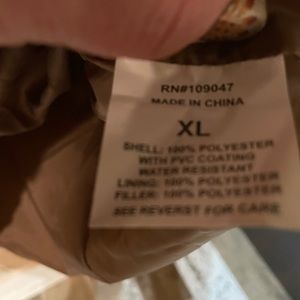 RN#109047
MADE IN CHINA
XL
SHELL: 100% POLYESTER
WITH PVC COATING
WATER RESISTANT
LINING: 100% POLYESTER
FILLER: 100% POLYESTER
SEE REVERST FOR CARE